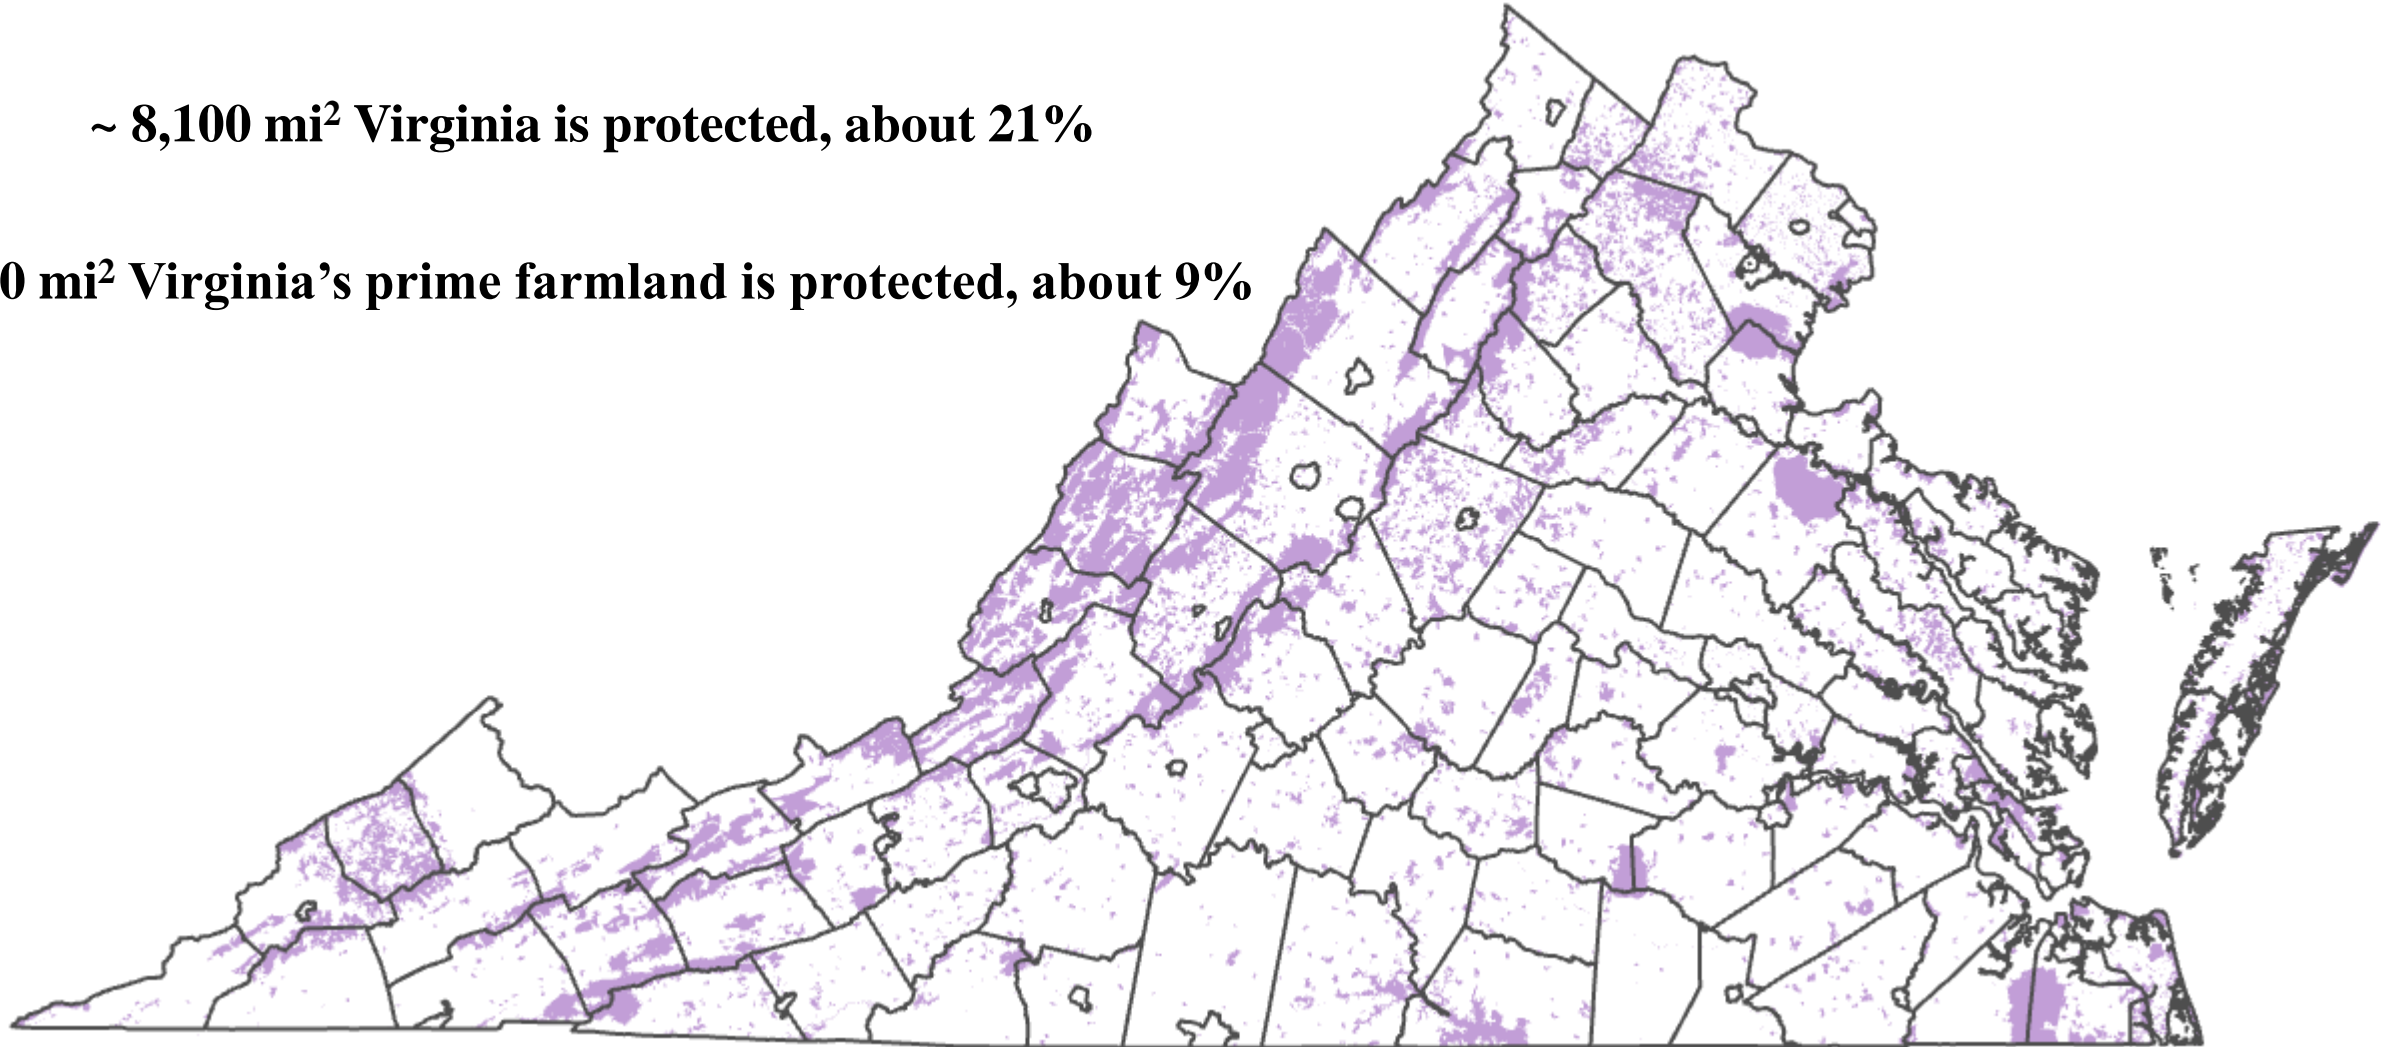 ~ 8,100 mi² Virginia is protected, about 21%
0 mi² Virginia’s prime farmland is protected, about 9%